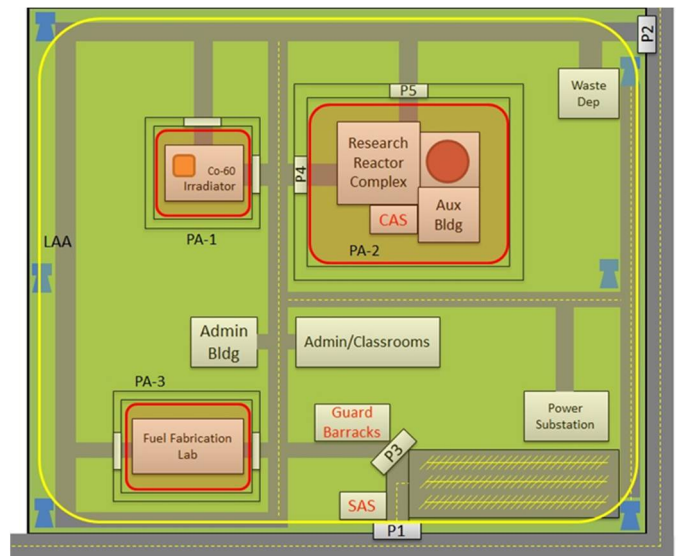 P2
P5
Waste
Dep
Research
Reactor
Complex
Co-60
Irradiator
P4
CAS
Aux
Bldg
PA-1
PA-2
LAA
Admin
Bldg
Admin/Classrooms
PA-3
Guard
Barracks
Power
Substation
Fuel Fabrication
Lab
P3
SAS
P1